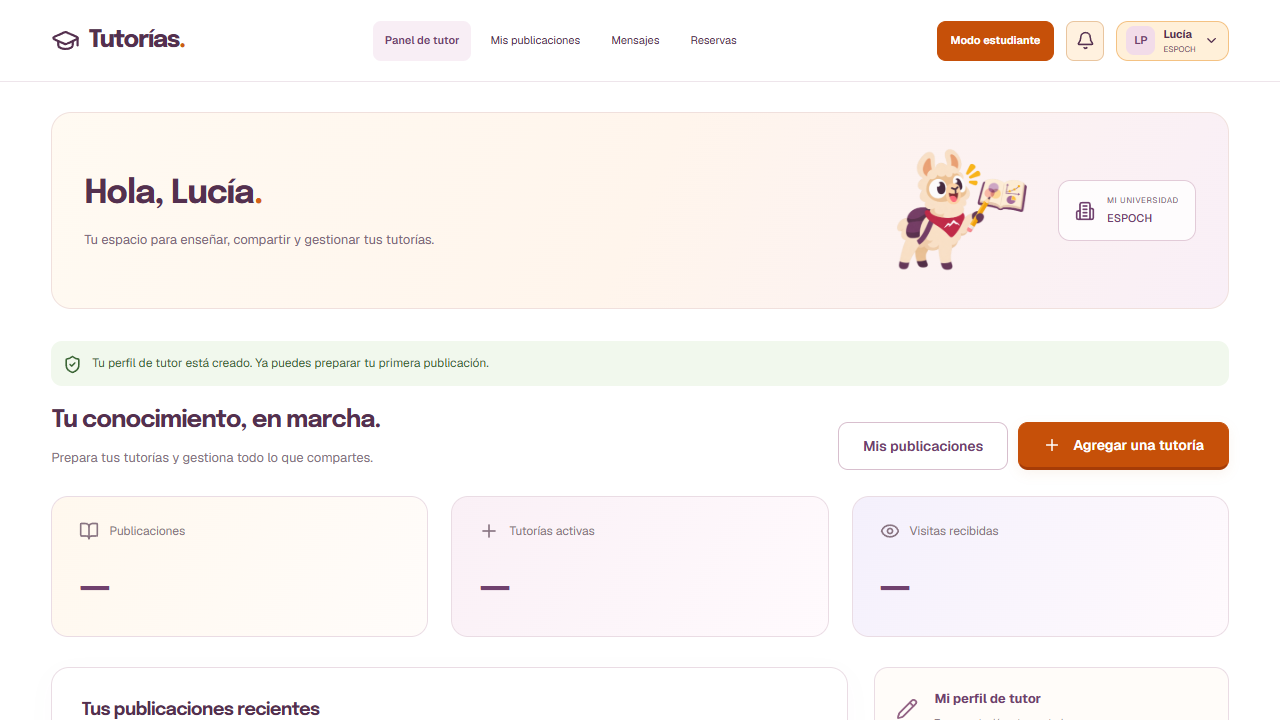 Tutorías.
Panel de tutor
Mis publicaciones
Mensajes
Reservas
Modo estudiante
LP
Lucía
ESPOCH
Hola, Lucía.
Tu espacio para enseñar, compartir y gestionar tus tutorías.
MI UNIVERSIDAD
ESPOCH
Tu perfil de tutor está creado. Ya puedes preparar tu primera publicación.
Tu conocimiento, en marcha.
Prepara tus tutorías y gestiona todo lo que compartes.
Mis publicaciones
Agregar una tutoría
Publicaciones
—
Tutorías activas
—
Visitas recibidas
—
Tus publicaciones recientes
Mi perfil de tutor